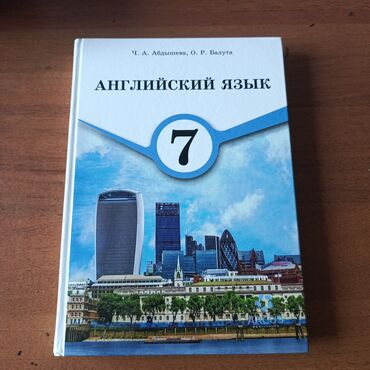 Ч. А. Абдышева, О. Р. Балута
АНГЛИЙСКИЙ ЯЗЫК
7